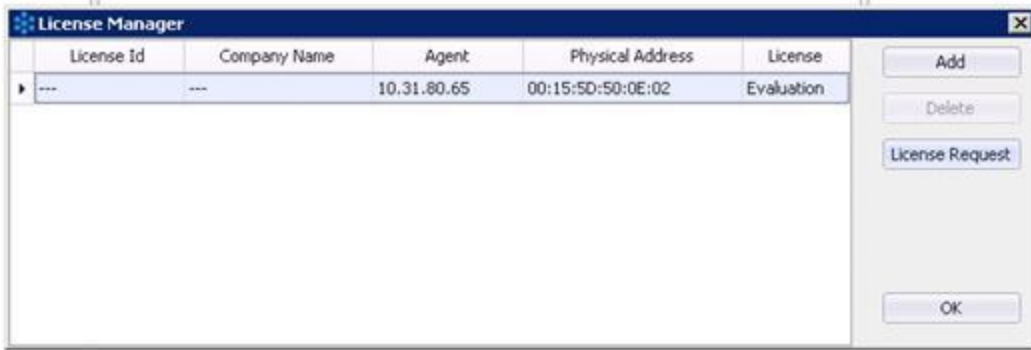 License Manager
License Id Company Name Agent Physical Address License
--- --- 10.31.80.65 00:15:5D:50:0E:02 Evaluation
Add
Delete
License Request
OK